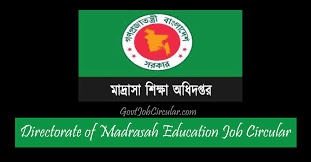 গণপ্রজাতন্ত্রী বাংলাদেশ
সরকার
মাদ্রাসা শিক্ষা অধিদপ্তর
GovtJobCircular.com
Directorate of Madrasah Education Job Circular